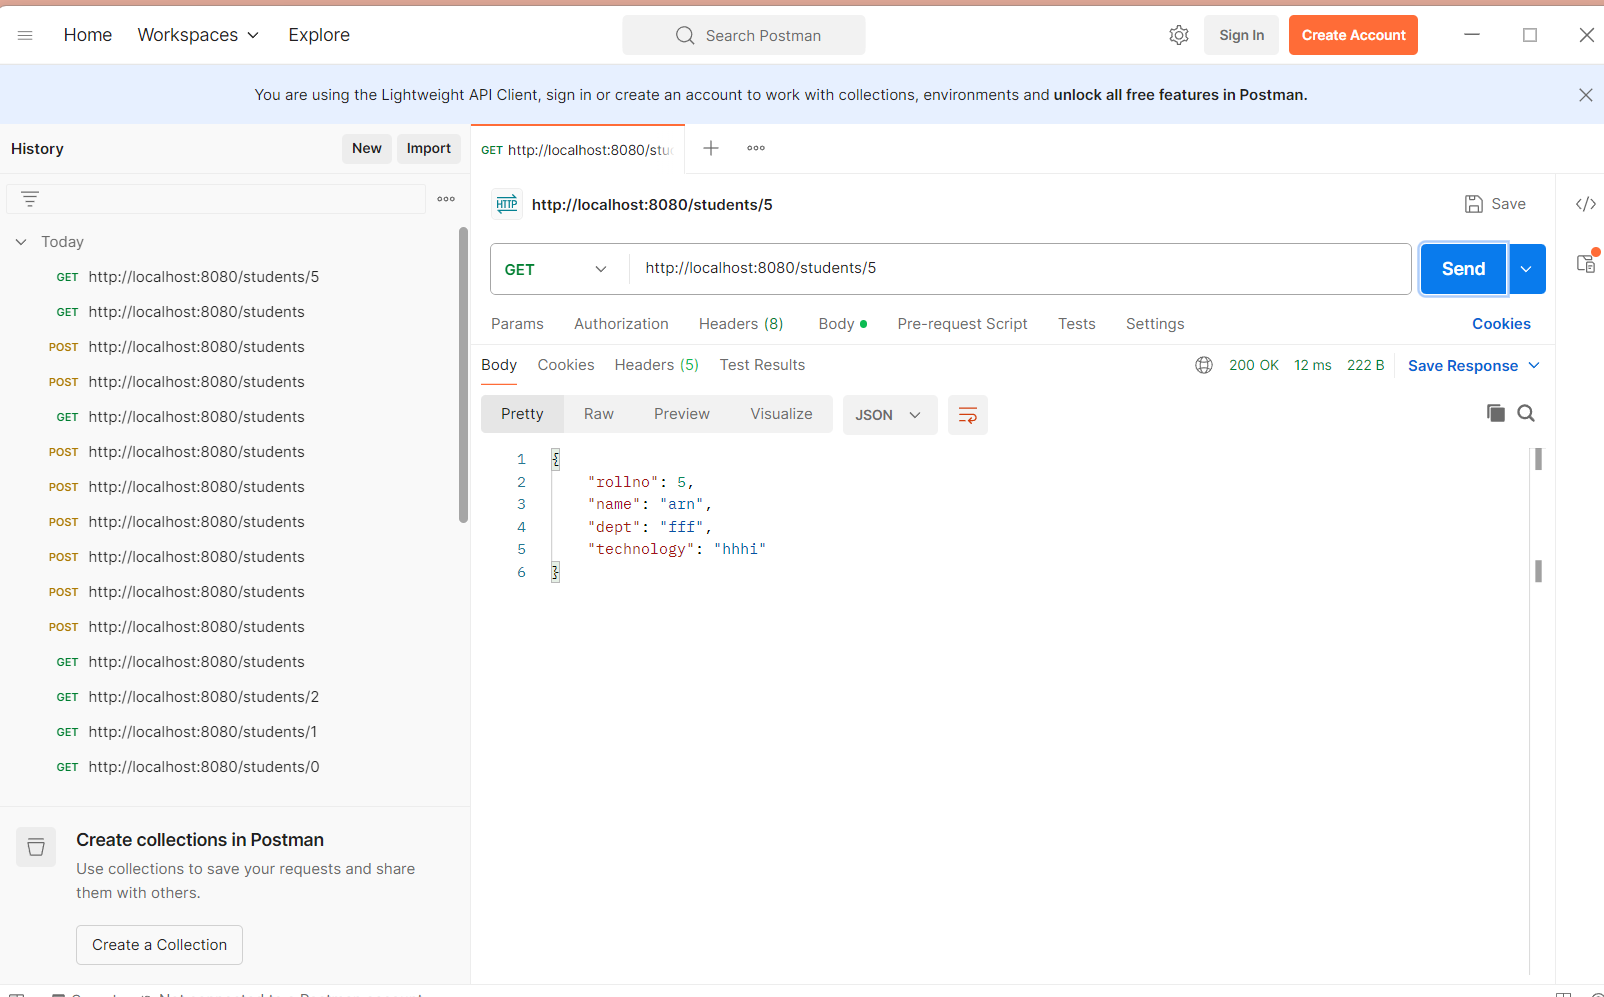 Home Workspaces Explore Search Postman Sign In Create Account
You are using the Lightweight API Client, sign in or create an account to work with collections, environments and unlock all free features in Postman.
History New Import
GET http://localhost:8080/stu
HTTP http://localhost:8080/students/5 Save
GET http://localhost:8080/students/5 Send
Params Authorization Headers (8) Body Pre-request Script Tests Settings Cookies
Body Cookies Headers (5) Test Results 200 OK 12 ms 222 B Save Response
Pretty Raw Preview Visualize JSON
1 {
2 "rollno": 5,
3 "name": "arn",
4 "dept": "fff",
5 "technology": "hhhi"
6 }
Today
GET http://localhost:8080/students/5
GET http://localhost:8080/students
POST http://localhost:8080/students
POST http://localhost:8080/students
GET http://localhost:8080/students
POST http://localhost:8080/students
POST http://localhost:8080/students
POST http://localhost:8080/students
POST http://localhost:8080/students
POST http://localhost:8080/students
POST http://localhost:8080/students
GET http://localhost:8080/students
GET http://localhost:8080/students/2
GET http://localhost:8080/students/1
GET http://localhost:8080/students/0
Create collections in Postman
Use collections to save your requests and share
them with others.
Create a Collection